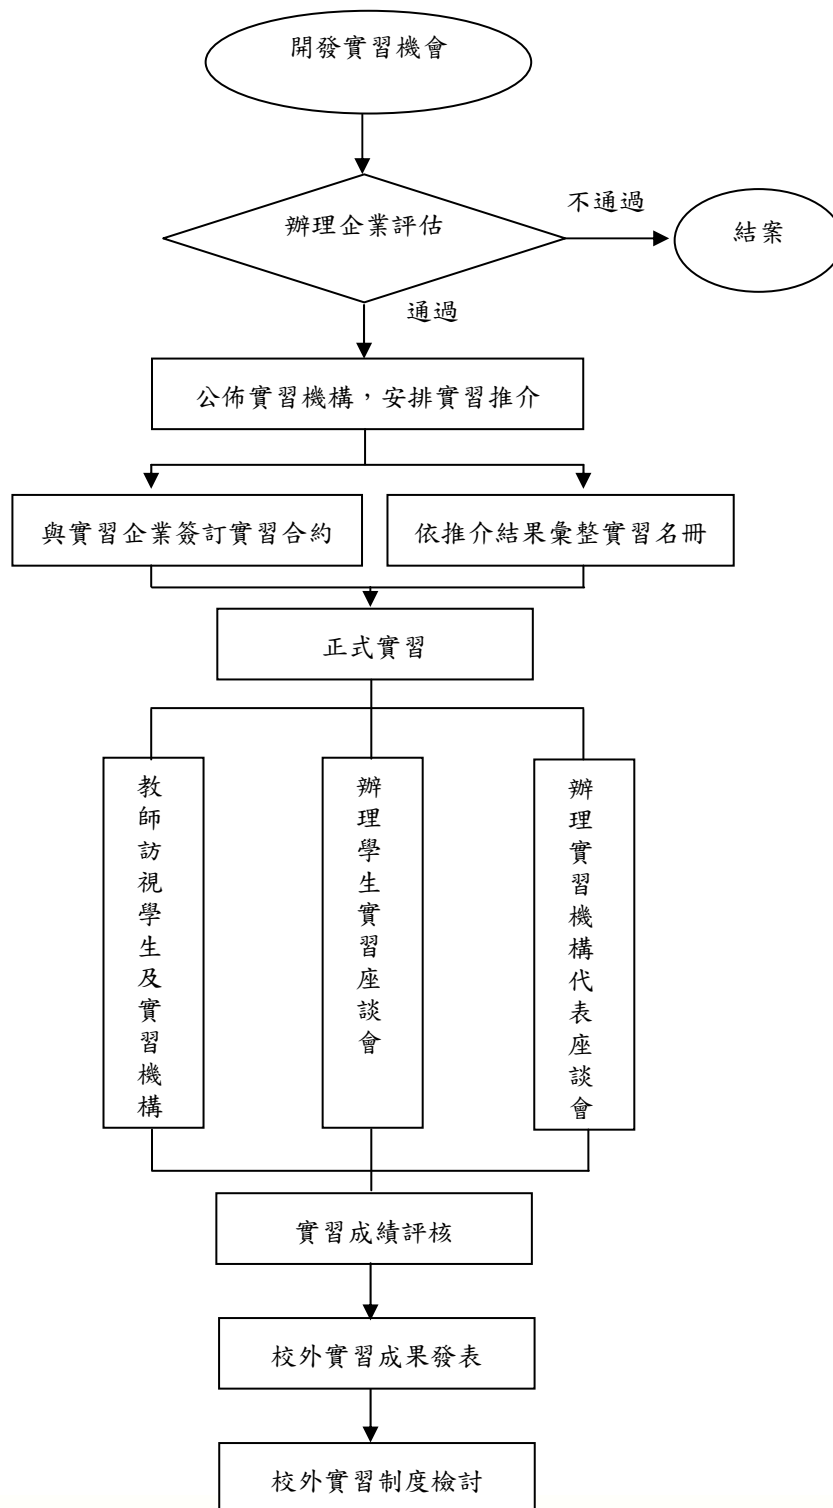 開發實習機會
辦理企業評估
不通過
結案
通過
公佈實習機構，安排實習推介
與實習企業簽訂實習合約
依推介結果彙整實習名冊
正式實習
教師訪視學生及實習機構
辦理學生實習座談會
辦理實習機構代表座談會
實習成績評核
校外實習成果發表
校外實習制度檢討